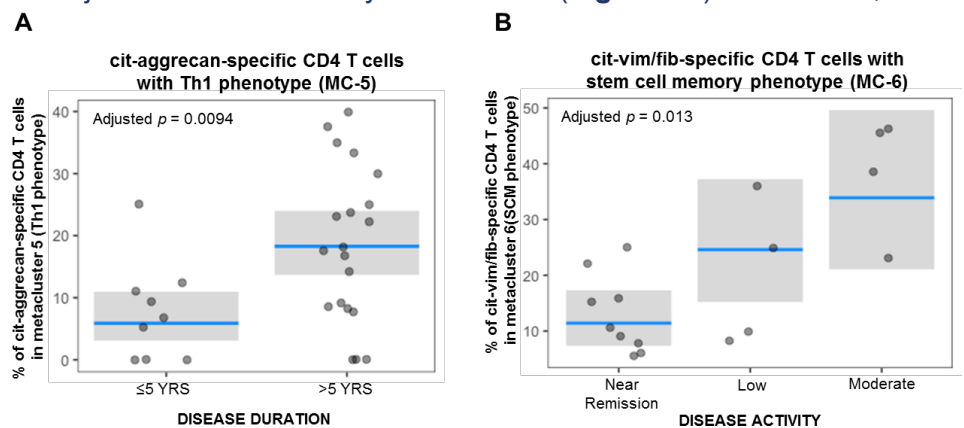 A
cit-aggrecan-specific CD4 T cells
with Th1 phenotype (MC-5)
% of cit-aggrecan-specific CD4 T cells
in metacluster 5 (Th1 phenotype)
Adjusted p = 0.0094
40
30
20
10
0
≤5 YRS
>5 YRS
DISEASE DURATION
B
cit-vim/fib-specific CD4 T cells with
stem cell memory phenotype (MC-6)
% of cit-vim/fib-specific CD4 T cells
in metacluster 6(SCM phenotype)
Adjusted p = 0.013
50
40
30
20
10
Near
Remission
Low
Moderate
DISEASE ACTIVITY